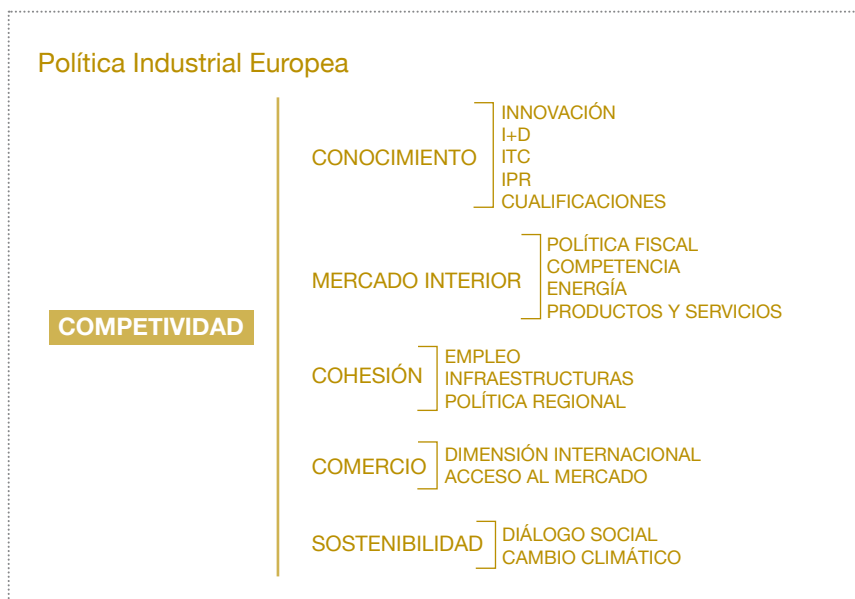 Política Industrial Europea
COMPETIVIDAD
CONOCIMIENTO
INNOVACIÓN
I+D
ITC
IPR
CUALIFICACIONES
MERCADO INTERIOR
POLÍTICA FISCAL
COMPETENCIA
ENERGÍA
PRODUCTOS Y SERVICIOS
COHESIÓN
EMPLEO
INFRAESTRUCTURAS
POLÍTICA REGIONAL
COMERCIO
DIMENSIÓN INTERNACIONAL
ACCESO AL MERCADO
SOSTENIBILIDAD
DIÁLOGO SOCIAL
CAMBIO CLIMÁTICO